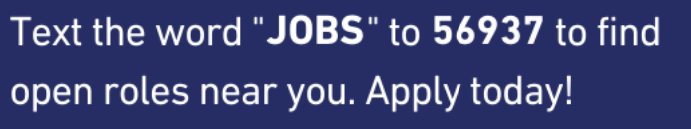 Text the word "JOBS" to 56937 to find
open roles near you. Apply today!